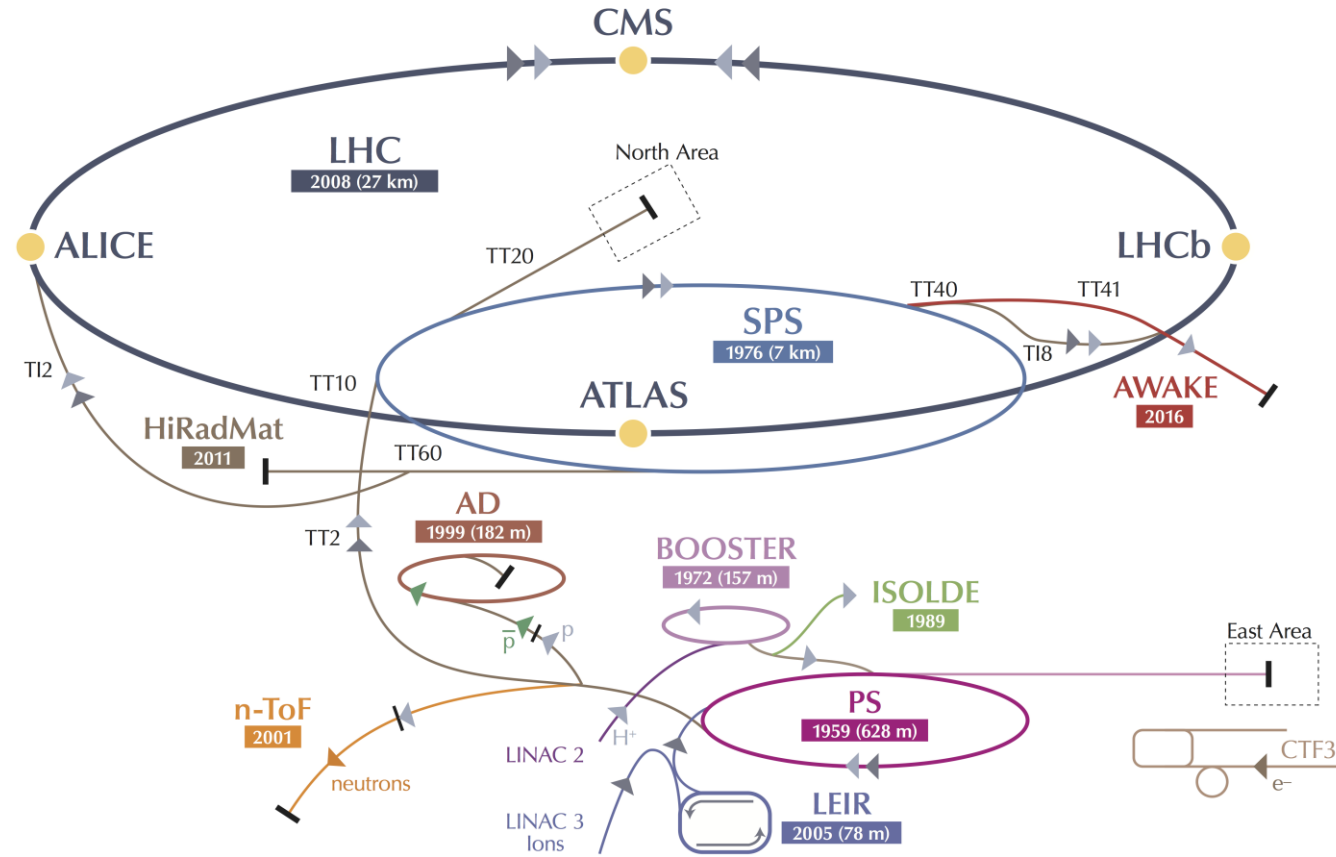 CMS
LHC
2008 (27 km)
North Area
ALICE
TT20
LHCb
TT40
TT41
SPS
1976 (7 km)
TI8
TI2
TT10
ATLAS
AWAKE
2016
HiRadMat
2011
TT60
AD
1999 (182 m)
TT2
BOOSTER
1972 (157 m)
ISOLDE
1989
p̅
p
East Area
n-ToF
2001
PS
1959 (628 m)
H⁺
LINAC 2
neutrons
CTF3
e⁻
LEIR
2005 (78 m)
LINAC 3
Ions